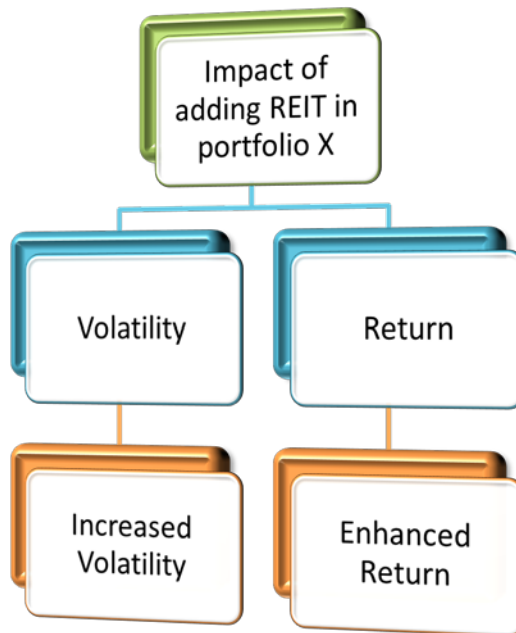 Impact of
adding REIT in
portfolio X
Volatility
Return
Increased
Volatility
Enhanced
Return